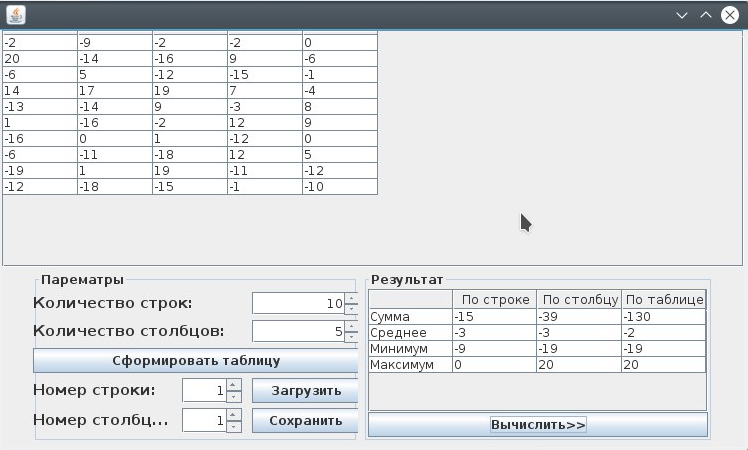 -2 -9 -2 -2 0
20 -14 -16 9 -6
-6 5 -12 -15 -1
14 17 19 7 -4
-13 -14 9 -3 8
1 -16 -2 12 9
-16 0 1 -12 0
-6 -11 -18 12 5
-19 1 19 -11 -12
-12 -18 -15 -1 -10
Парематры
Количество строк: 10
Количество столбцов: 5
Сформировать таблицу
Номер строки: 1 Загрузить
Номер столбц... 1 Сохранить
Результат
По строке По столбцу По таблице
Сумма -15 -39 -130
Среднее -3 -3 -2
Минимум -9 -19 -19
Максимум 0 20 20
Вычислить>>